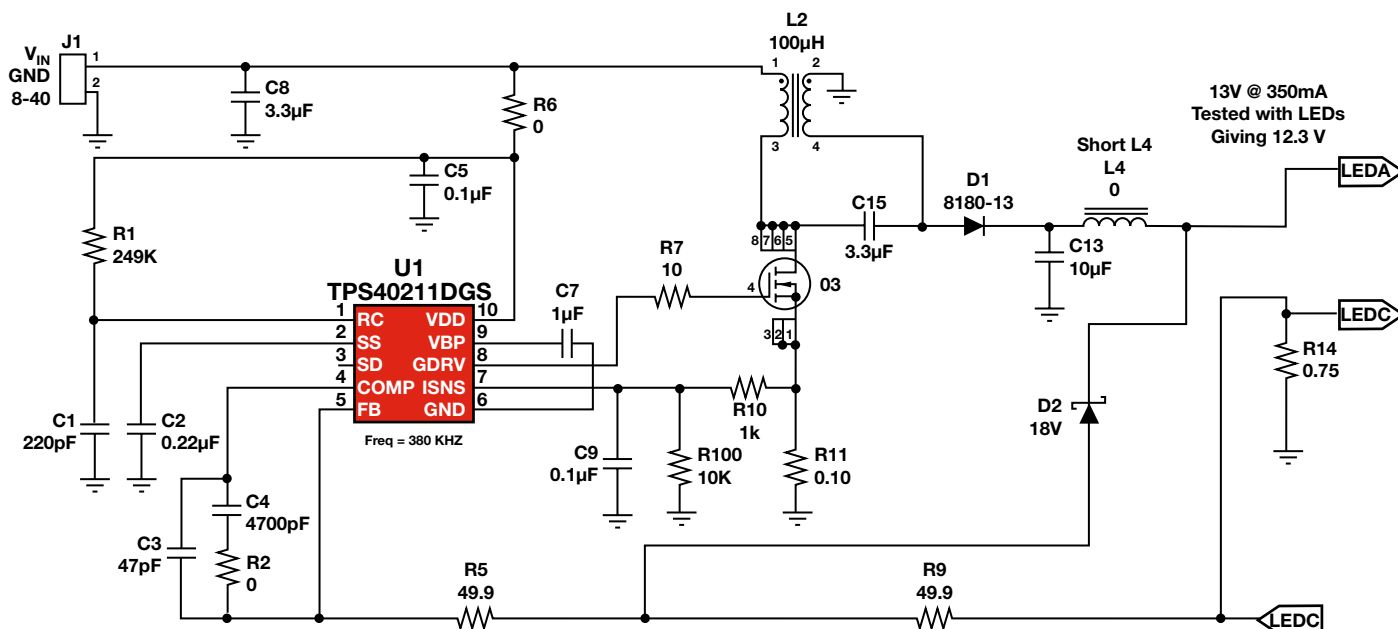 J1
V_IN
GND
8-40
1
2
C8
3.3µF
R6
0
L2
100µH
1
2
3
4
13V @ 350mA
Tested with LEDs
Giving 12.3 V
Short L4
L4
0
LEDA
C5
0.1µF
D1
8180-13
C15
3.3µF
R1
249K
8
7
6
5
C13
10µF
U1
TPS40211DGS
R7
10
4
03
C7
1µF
LEDC
1 RC VDD 10
2 SS VBP 9
3 SD GDRV 8
4 COMP ISNS 7
5 FB GND 6
Freq = 380 KHZ
3
2
1
R14
0.75
R10
1k
D2
18V
C1
220pF
C2
0.22µF
C9
0.1µF
R100
10K
R11
0.10
C4
4700pF
C3
47pF
R2
0
R5
49.9
R9
49.9
LEDC